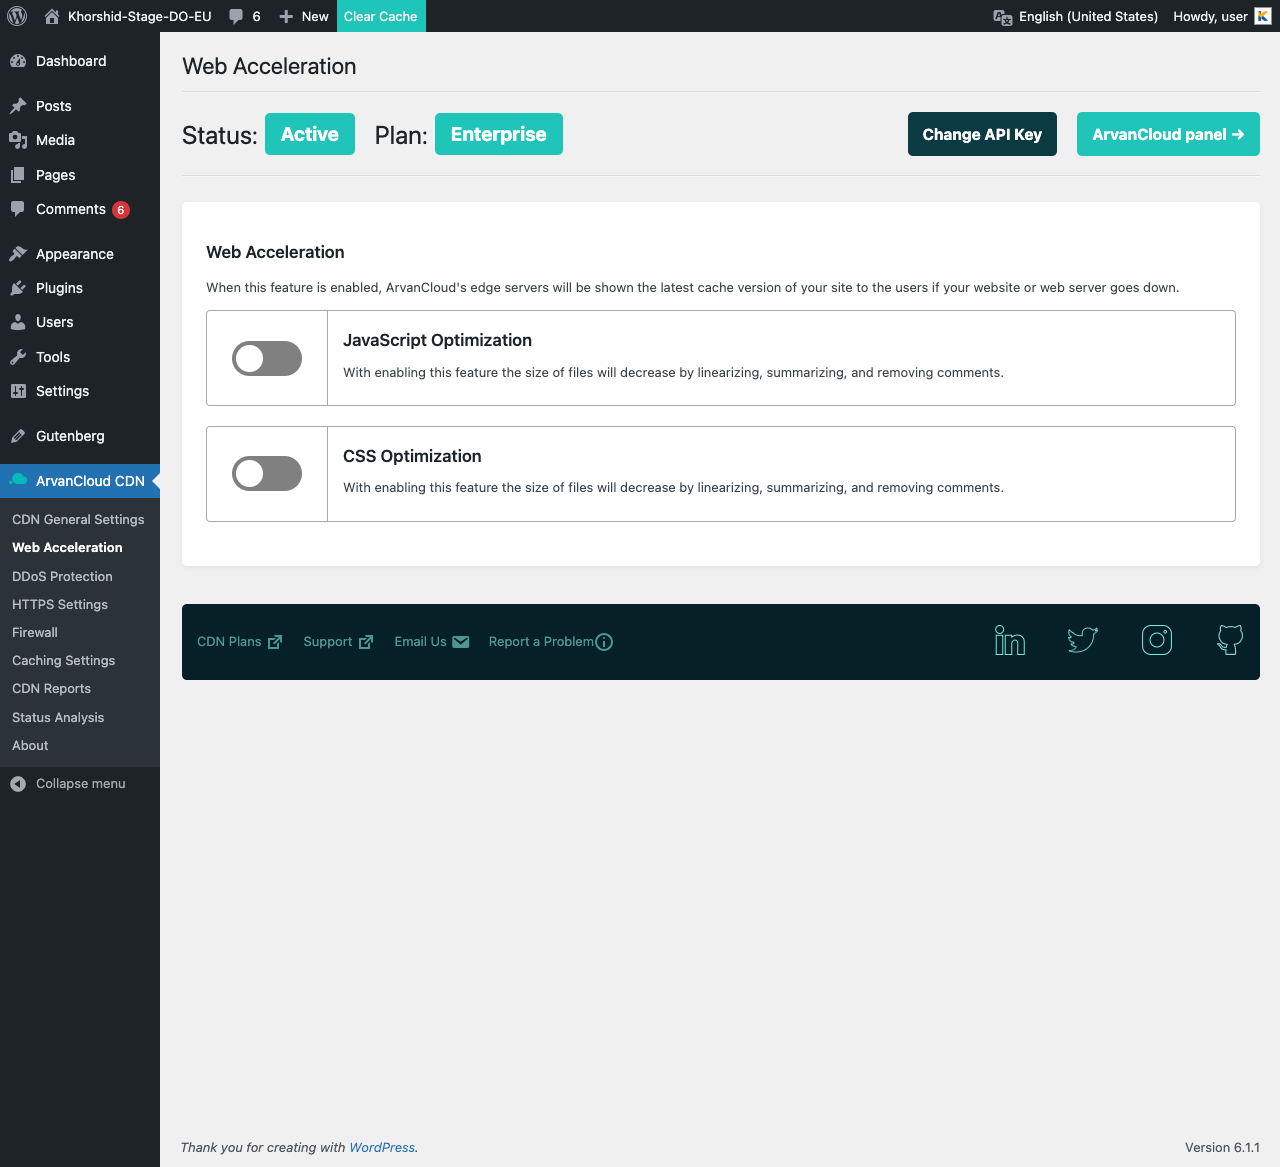 Khorshid-Stage-DO-EU 6 New Clear Cache English (United States) Howdy, user
Dashboard
Posts
Media
Pages
Comments 6
Appearance
Plugins
Users
Tools
Settings
Gutenberg
ArvanCloud CDN
CDN General Settings
Web Acceleration
DDoS Protection
HTTPS Settings
Firewall
Caching Settings
CDN Reports
Status Analysis
About
Collapse menu
Web Acceleration
Status: Active Plan: Enterprise Change API Key ArvanCloud panel →
Web Acceleration
When this feature is enabled, ArvanCloud's edge servers will be shown the latest cache version of your site to the users if your website or web server goes down.
JavaScript Optimization
With enabling this feature the size of files will decrease by linearizing, summarizing, and removing comments.
CSS Optimization
With enabling this feature the size of files will decrease by linearizing, summarizing, and removing comments.
CDN Plans Support Email Us Report a Problem
Thank you for creating with WordPress. Version 6.1.1